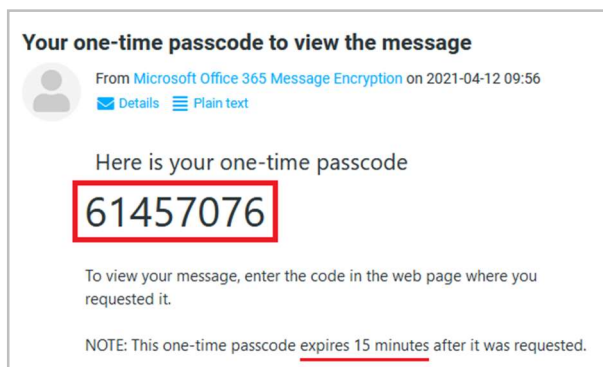 Your one-time passcode to view the message
From Microsoft Office 365 Message Encryption on 2021-04-12 09:56
Details Plain text
Here is your one-time passcode
61457076
To view your message, enter the code in the web page where you
requested it.
NOTE: This one-time passcode expires 15 minutes after it was requested.